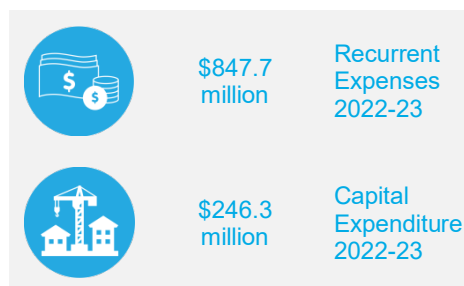 $847.7
million
Recurrent
Expenses
2022-23
$
$
$246.3
million
Capital
Expenditure
2022-23